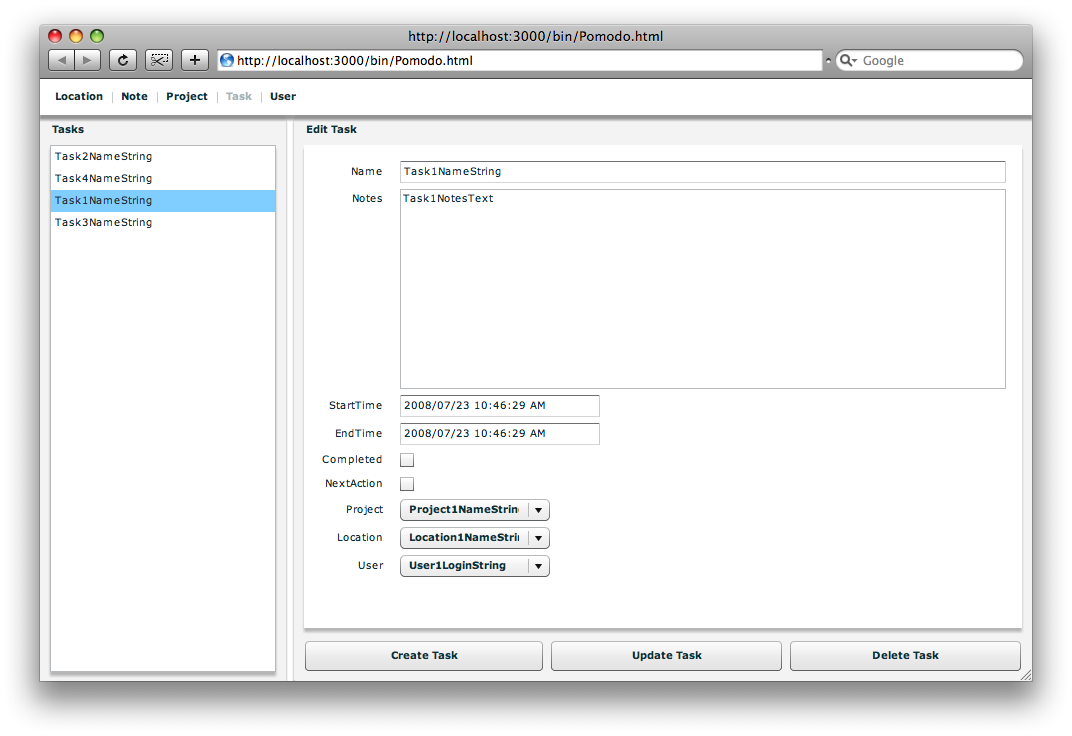 http://localhost:3000/bin/Pomodo.html
http://localhost:3000/bin/Pomodo.html
Google
Location | Note | Project | Task | User
Tasks
Task2NameString
Task4NameString
Task1NameString
Task3NameString
Edit Task
Name Task1NameString
Notes Task1NotesText
StartTime 2008/07/23 10:46:29 AM
EndTime 2008/07/23 10:46:29 AM
Completed
NextAction
Project Project1NameString
Location Location1NameStri
User User1LoginString
Create Task
Update Task
Delete Task